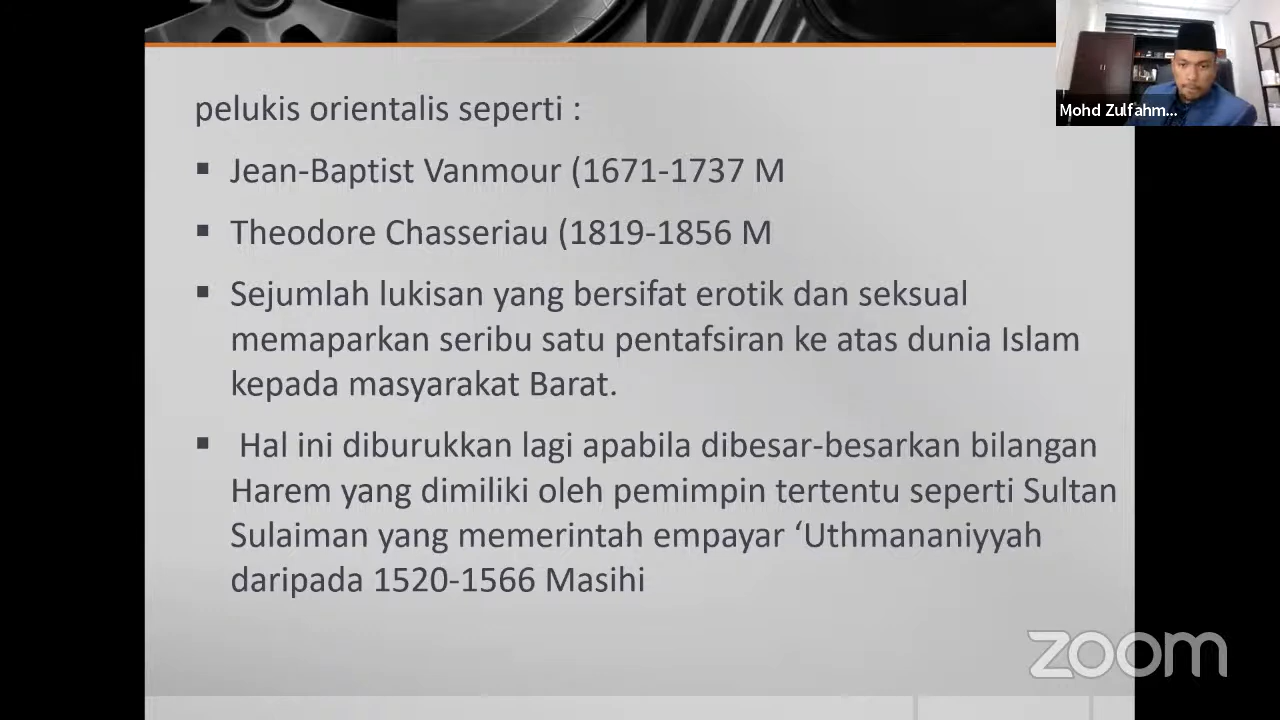 pelukis orientalis seperti :
▪ Jean-Baptist Vanmour (1671-1737 M
▪ Theodore Chasseriau (1819-1856 M
▪ Sejumlah lukisan yang bersifat erotik dan seksual
memaparkan seribu satu pentafsiran ke atas dunia Islam
kepada masyarakat Barat.
▪ Hal ini diburukkan lagi apabila dibesar-besarkan bilangan
Harem yang dimiliki oleh pemimpin tertentu seperti Sultan
Sulaiman yang memerintah empayar ‘Uthmananiyyah
daripada 1520-1566 Masihi
Mohd Zulfahm...
zoom